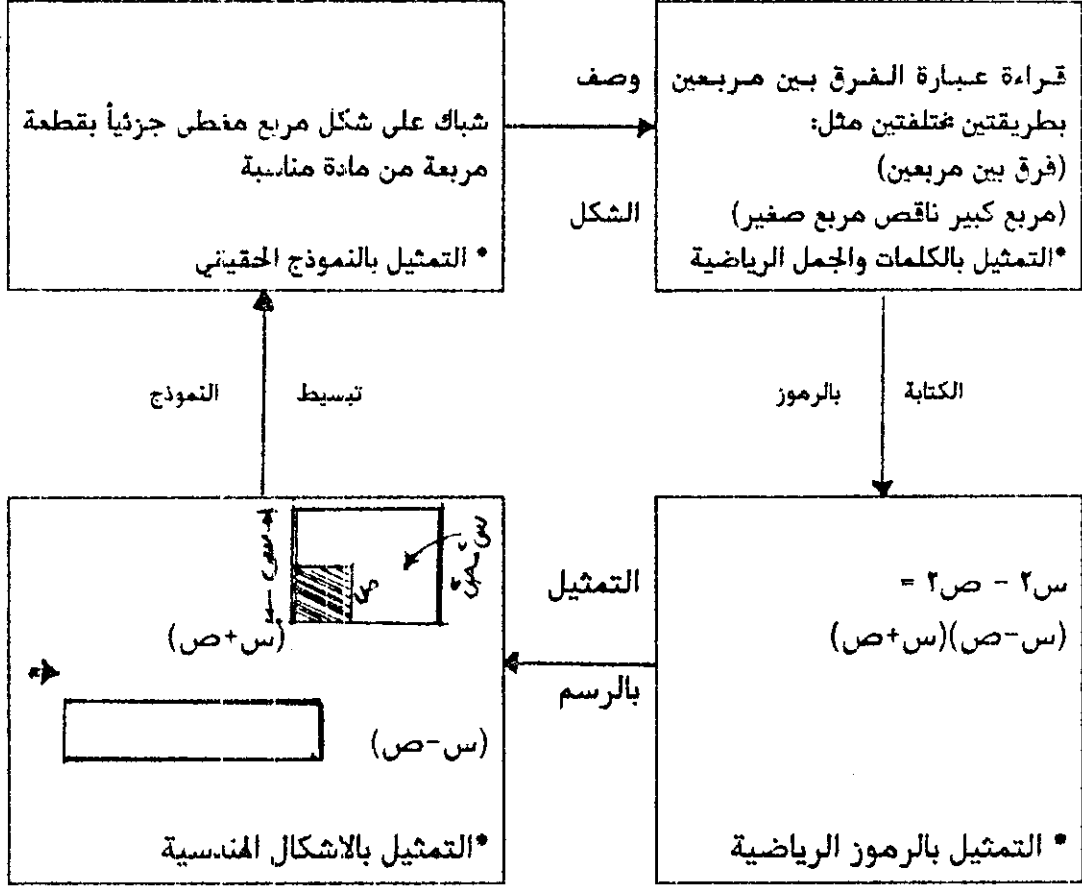 قراءة عبارة الفرق بين مربعين
بطريقتين مختلفتين مثل:
(فرق بين مربعين)
(مربع كبير ناقص مربع صغير)
*التمثيل بالكلمات والجمل الرياضية
وصف
الشكل
شباك على شكل مربع مغطى جزئياً بقطعة
مربعة من مادة مناسبة
* التمثيل بالنموذج الحقيقي
الكتابة بالرموز
تبسيط النموذج
س٢ - ص٢ =
(س-ص)(س+ص)
* التمثيل بالرموز الرياضية
التمثيل
بالرسم
س
ص
س٢-ص٢
(س+ص)
(س-ص)
*التمثيل بالاشكال الهندسية